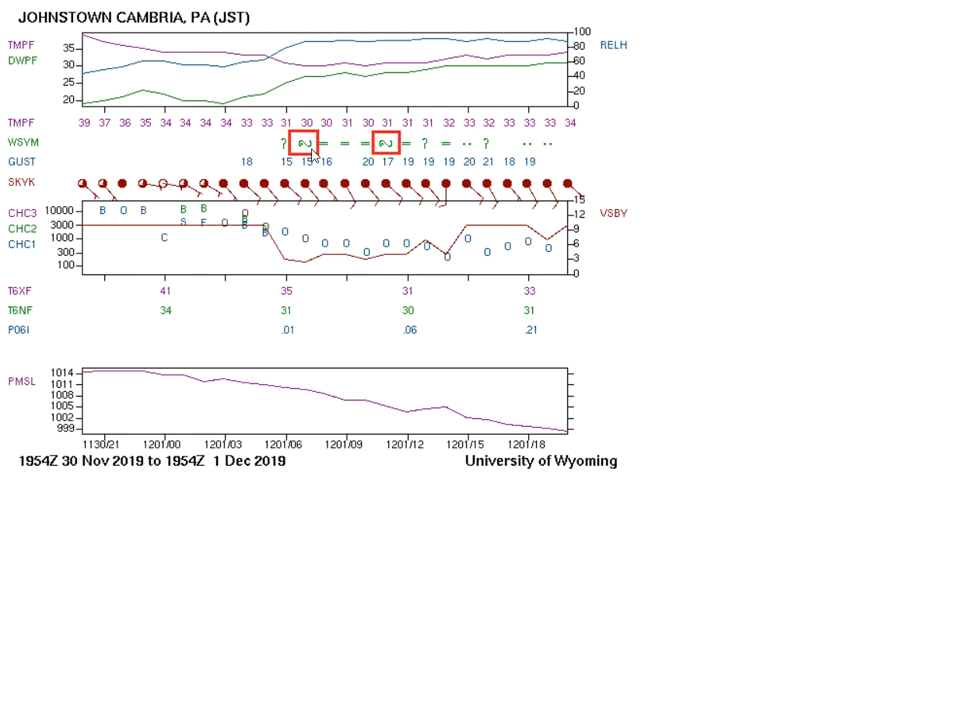 JOHNSTOWN CAMBRIA, PA (JST)
TMPF 35 100 RELH
DWPF 30 80
25 60
20 40
20
0
TMPF 39 37 36 35 34 34 34 34 33 33 31 30 30 31 30 31 31 31 32 33 32 33 33 33 34
WSYM ? = = = = ? = ?
GUST 18 15 15 16 20 17 19 19 19 20 21 18 19
SKYK
CHC3 10000 B O B B B O 15 VSBY
CHC2 3000 S F O B B O 12
CHC1 1000 C 9
300 6
100 3
0
T6XF 41 35 31 33
T6NF 34 31 30 31
P06I .01 .06 .21
PMSL 1014
1011
1008
1005
1002
999
1130/21 1201/00 1201/03 1201/06 1201/09 1201/12 1201/15 1201/18
1954Z 30 Nov 2019 to 1954Z 1 Dec 2019 University of Wyoming